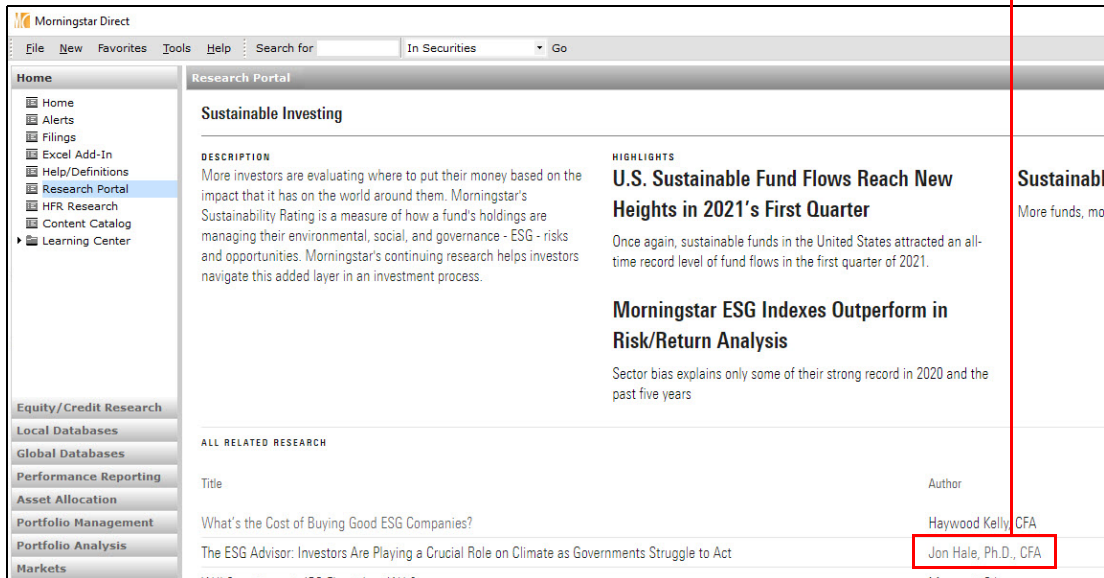 Morningstar Direct
File New Favorites Tools Help Search for In Securities Go
Home
Home
Alerts
Filings
Excel Add-In
Help/Definitions
Research Portal
HFR Research
Content Catalog
Learning Center
Equity/Credit Research
Local Databases
Global Databases
Performance Reporting
Asset Allocation
Portfolio Management
Portfolio Analysis
Markets
Research Portal
Sustainable Investing
DESCRIPTION
More investors are evaluating where to put their money based on the
impact that it has on the world around them. Morningstar's
Sustainability Rating is a measure of how a fund's holdings are
managing their environmental, social, and governance - ESG - risks
and opportunities. Morningstar's continuing research helps investors
navigate this added layer in an investment process.
HIGHLIGHTS
U.S. Sustainable Fund Flows Reach New
Heights in 2021's First Quarter
Once again, sustainable funds in the United States attracted an all-
time record level of fund flows in the first quarter of 2021.
Morningstar ESG Indexes Outperform in
Risk/Return Analysis
Sector bias explains only some of their strong record in 2020 and the
past five years
Sustainabl
More funds, mo
ALL RELATED RESEARCH
Title Author
What's the Cost of Buying Good ESG Companies? Haywood Kelly, CFA
The ESG Advisor: Investors Are Playing a Crucial Role on Climate as Governments Struggle to Act Jon Hale, Ph.D., CFA